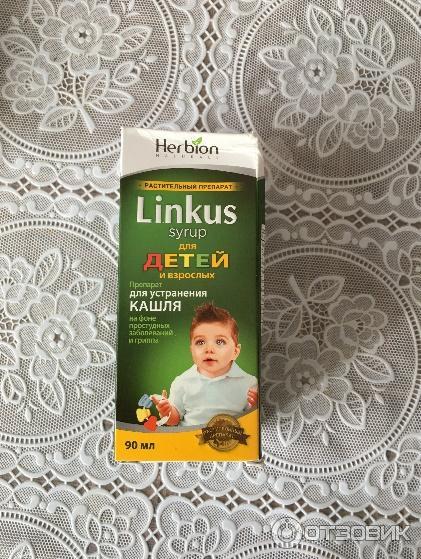 Herbion
NATURALS
РАСТИТЕЛЬНЫЙ ПРЕПАРАТ
Linkus
syrup
для
ДЕТЕЙ
и взрослых
Препарат
для устранения
КАШЛЯ
на фоне
простудных
заболеваний
и гриппа
90 мл
ОТЗОВИК